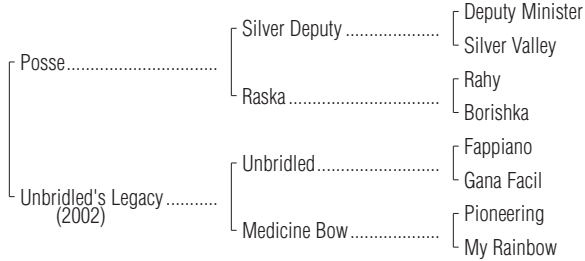 Deputy Minister
Silver Deputy ....................
Silver Valley
Posse................................
Rahy
Raska ................................
Borishka
Fappiano
Unbridled..........................
Gana Facil
Unbridled's Legacy ...........
(2002)
Pioneering
Medicine Bow...................
My Rainbow